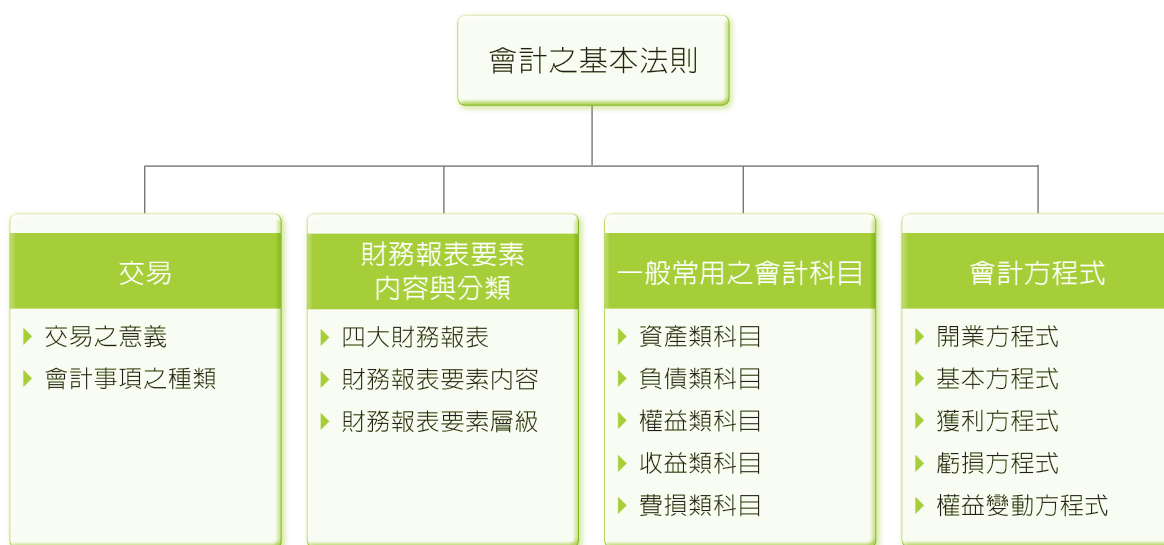 會計之基本法則
交易
交易之意義
會計事項之種類
財務報表要素
內容與分類
四大財務報表
財務報表要素內容
財務報表要素層級
一般常用之會計科目
資產類科目
負債類科目
權益類科目
收益類科目
費損類科目
會計方程式
開業方程式
基本方程式
獲利方程式
虧損方程式
權益變動方程式